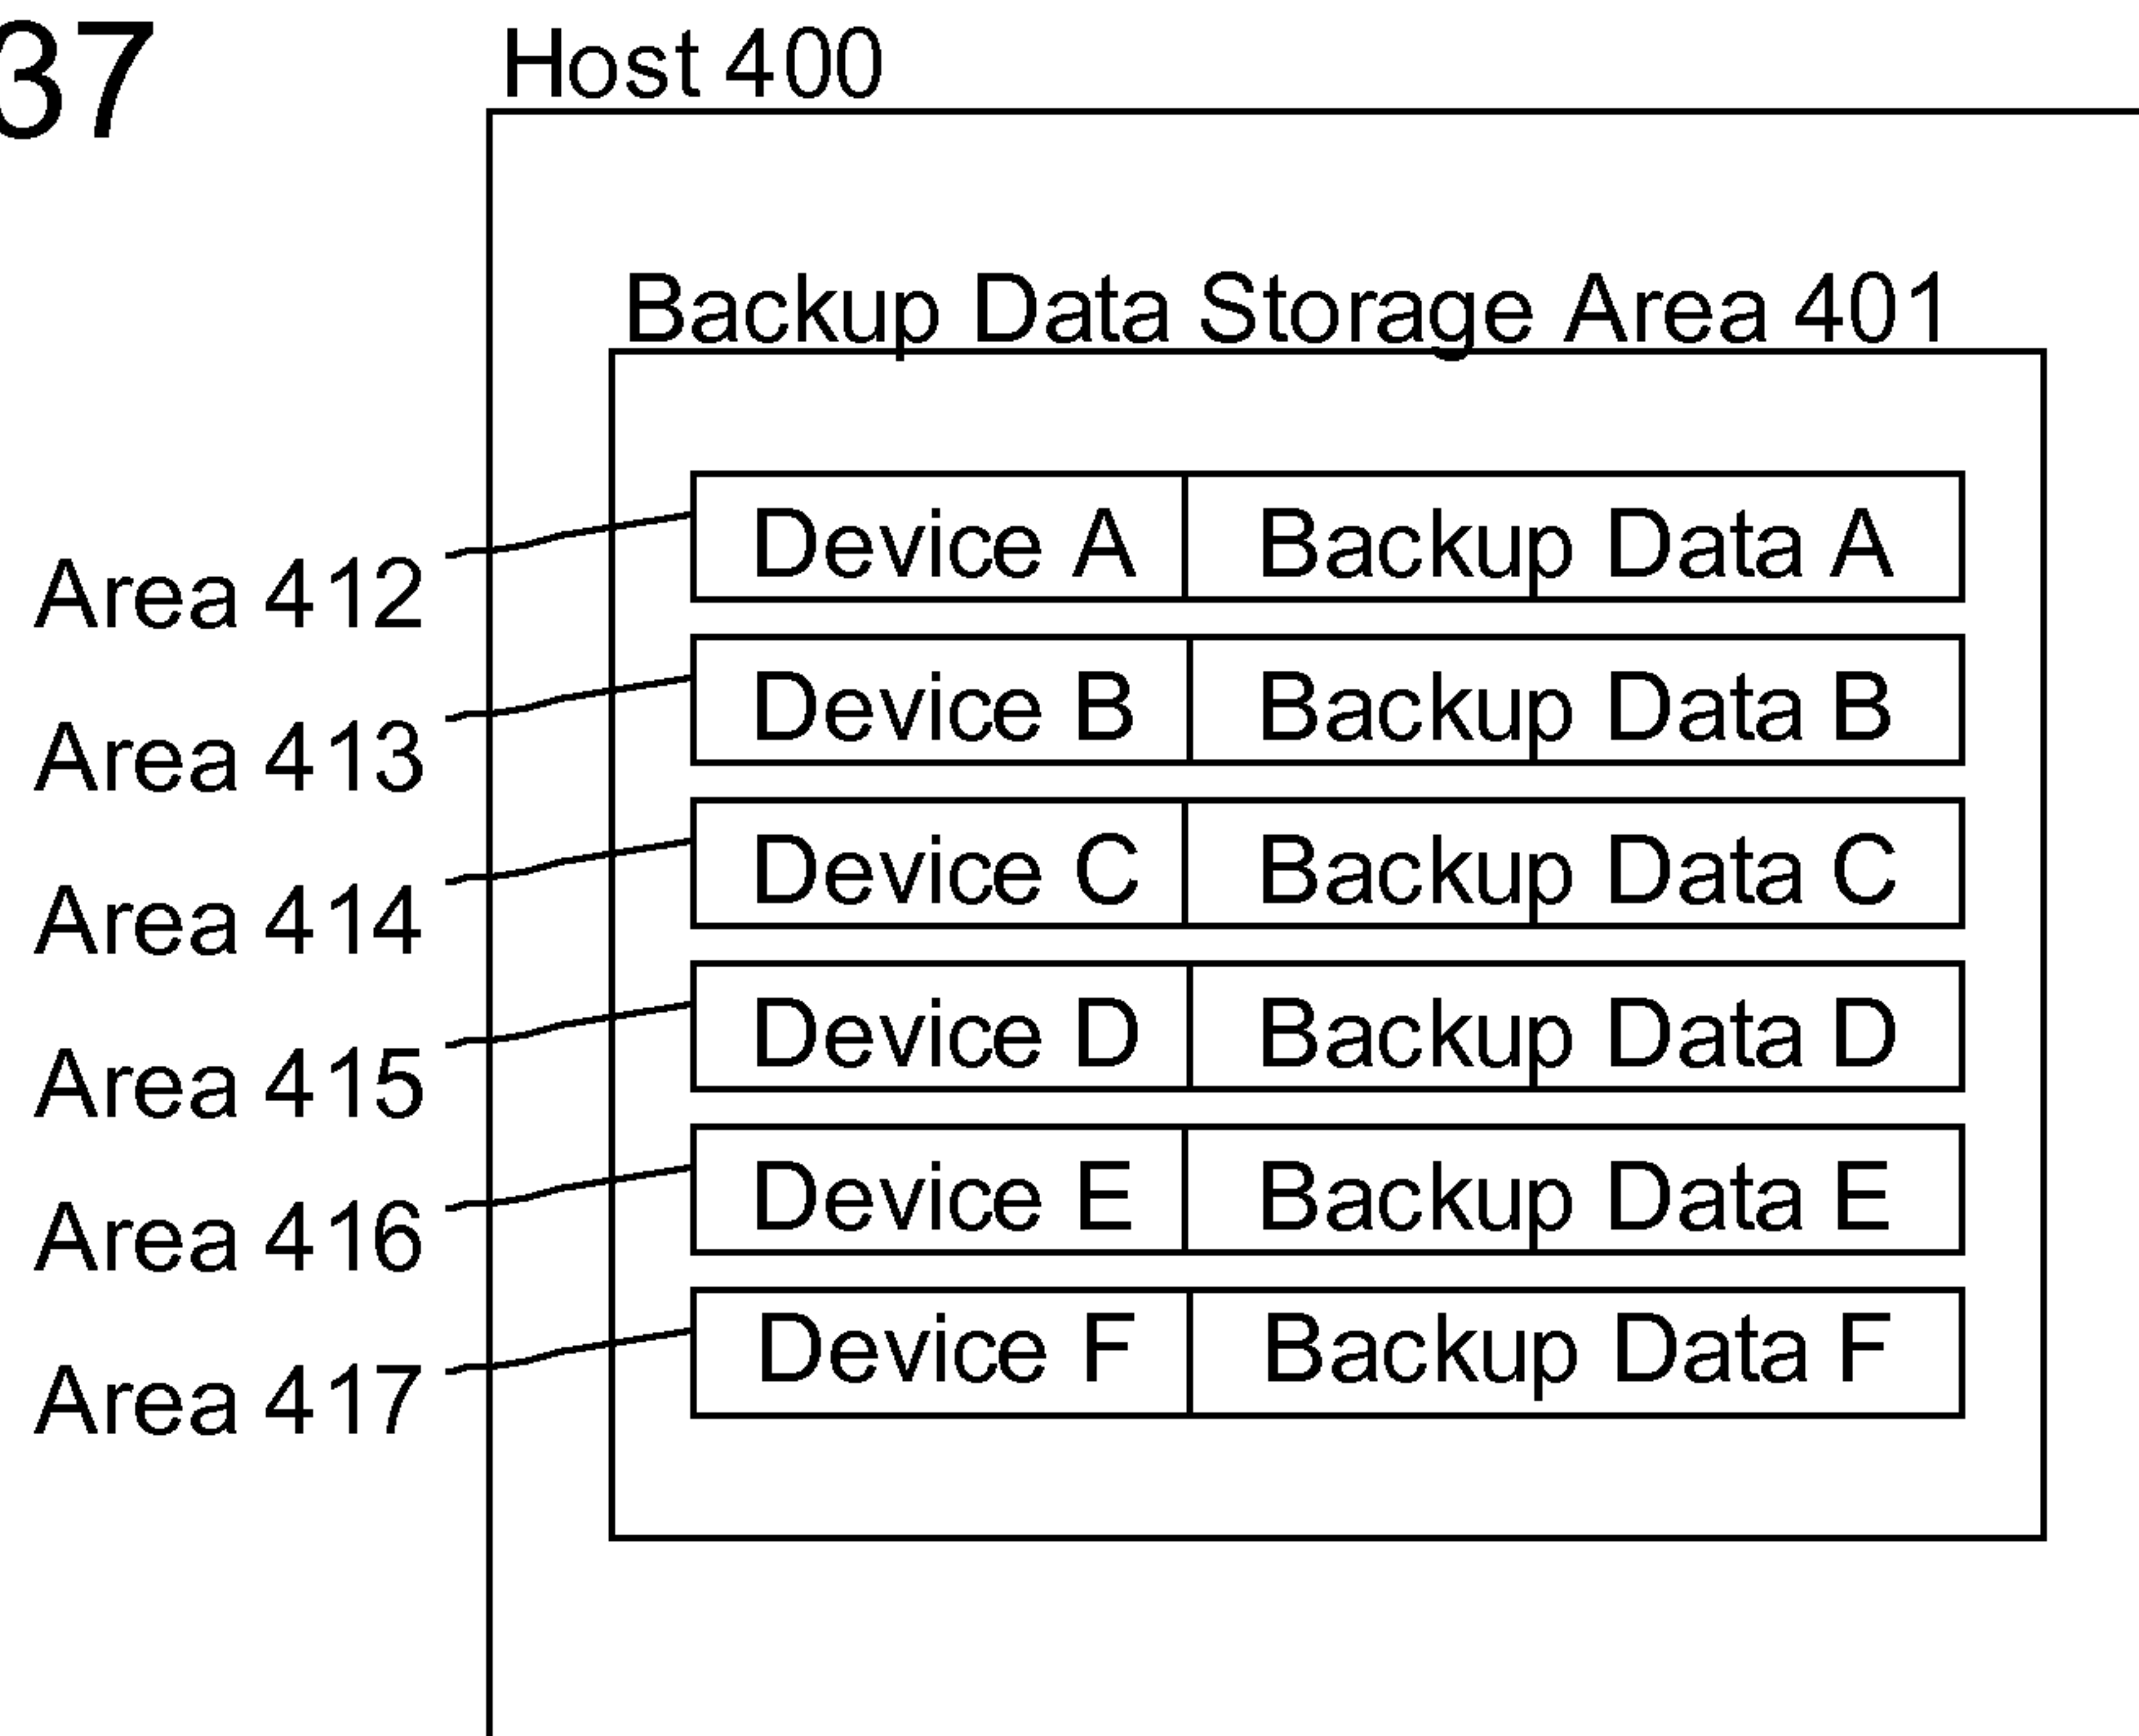 37
Host 400
Backup Data Storage Area 401
Area 412 Device A Backup Data A
Area 413 Device B Backup Data B
Area 414 Device C Backup Data C
Area 415 Device D Backup Data D
Area 416 Device E Backup Data E
Area 417 Device F Backup Data F